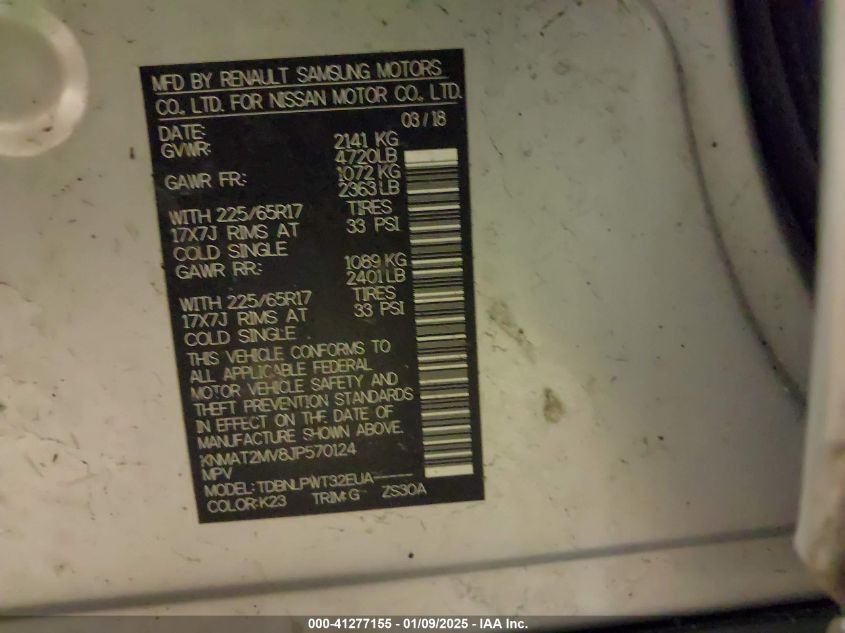 MFD BY RENAULT SAMSUNG MOTORS
CO., LTD. FOR NISSAN MOTOR CO., LTD.
DATE: 03 / 18
GVWR: 2141 KG
4720LB
GAWR FR: 1072 KG
2363 LB
WITH 225/65R17 TIRES
17X7J RIMS AT 33 PSI
COLD SINGLE
GAWR RR: 1089 KG
2401 LB
WITH 225/65R17 TIRES
17X7J RIMS AT 33 PSI
COLD SINGLE
THIS VEHICLE CONFORMS TO
ALL APPLICABLE FEDERAL
MOTOR VEHICLE SAFETY AND
THEFT PREVENTION STANDARDS
IN EFFECT ON THE DATE OF
MANUFACTURE SHOWN ABOVE.
KNMAT2MV8JP570124
MPV
MODEL: TDBNLPWT32EUA-----
COLOR:K23 TRIM:G ZS30A
000-41277155 - 01/09/2025 - IAA Inc.